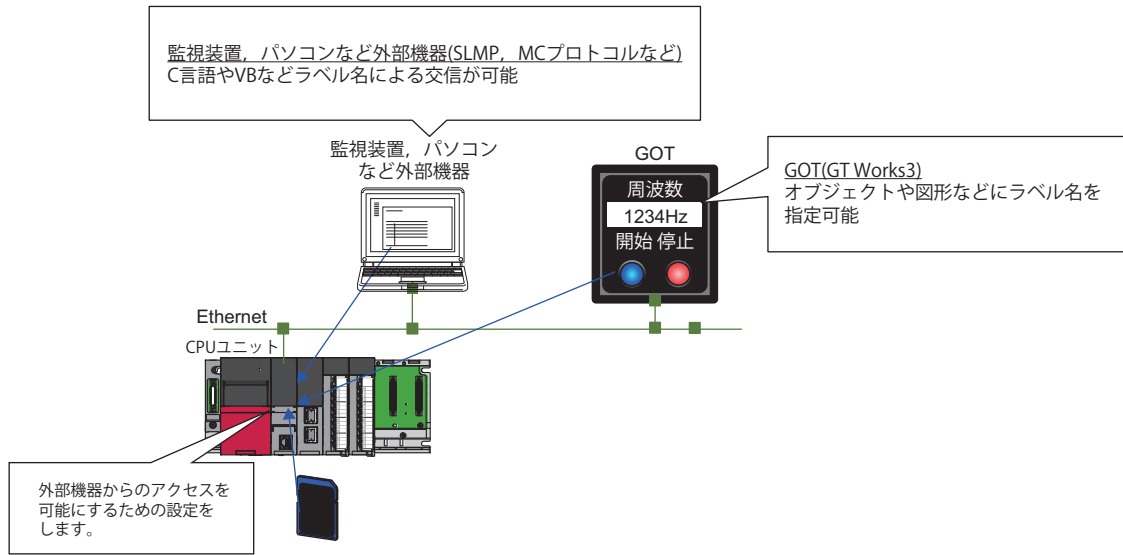 監視装置，パソコンなど外部機器(SLMP，MCプロトコルなど)
C言語やVBなどラベル名による交信が可能
監視装置，パソコン
など外部機器
GOT
周波数
1234Hz
開始 停止
GOT(GT Works3)
オブジェクトや図形などにラベル名を
指定可能
Ethernet
CPUユニット
外部機器からのアクセスを
可能にするための設定を
します。